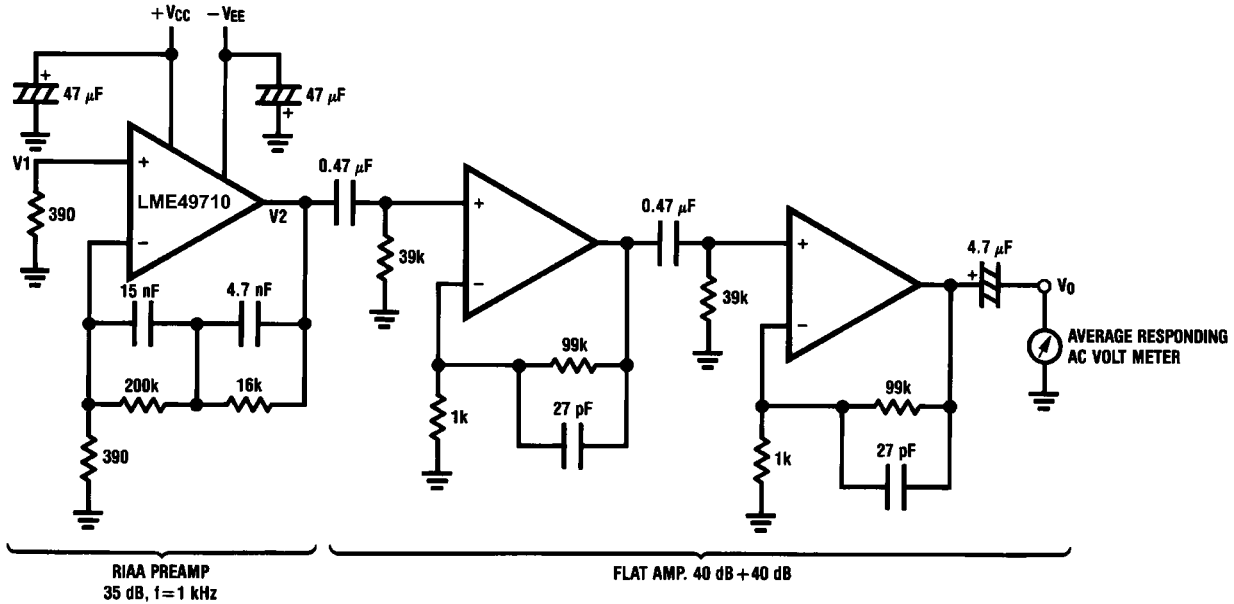 +VCC
−VEE
+
47 μF
47 μF
+
V1
+
LME49710
−
V2
390
0.47 μF
15 nF
4.7 nF
39k
200k
16k
390
+
−
99k
1k
27 pF
0.47 μF
39k
+
−
99k
1k
27 pF
4.7 μF
+
VO
AVERAGE RESPONDING
AC VOLT METER
RIAA PREAMP
35 dB, f=1 kHz
FLAT AMP. 40 dB+40 dB